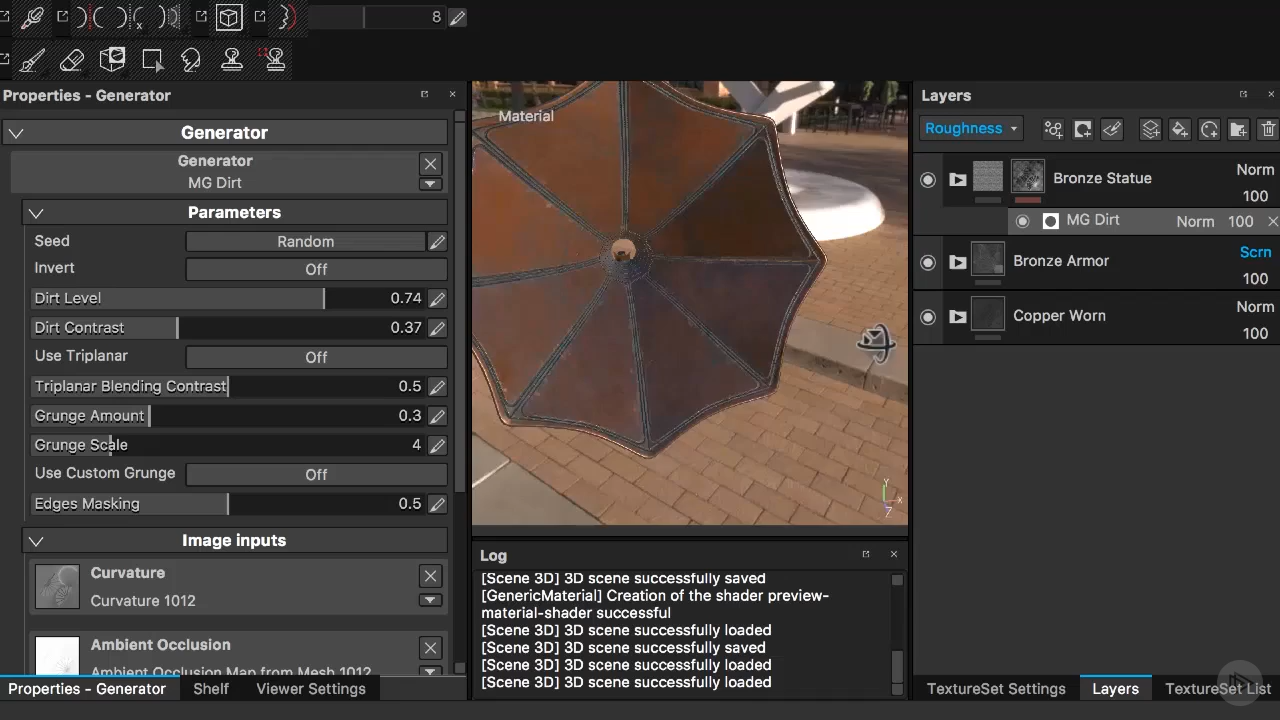 8
Properties - Generator
Generator
Generator
MG Dirt
Parameters
Seed
Random
Invert
Off
Dirt Level
0.74
Dirt Contrast
0.37
Use Triplanar
Off
Triplanar Blending Contrast
0.5
Grunge Amount
0.3
Grunge Scale
4
Use Custom Grunge
Off
Edges Masking
0.5
Image inputs
Curvature
Curvature 1012
Ambient Occlusion
Ambient Occlusion Map from Mesh 1012
Properties - Generator
Shelf
Viewer Settings
Material
Y
X
Z
Log
[Scene 3D] 3D scene successfully saved
[GenericMaterial] Creation of the shader preview-
material-shader successful
[Scene 3D] 3D scene successfully loaded
[Scene 3D] 3D scene successfully saved
[Scene 3D] 3D scene successfully loaded
[Scene 3D] 3D scene successfully loaded
Layers
Roughness
Bronze Statue
Norm
100
MG Dirt
Norm 100
Bronze Armor
Scrn
100
Copper Worn
Norm
100
TextureSet Settings
Layers
TextureSet List